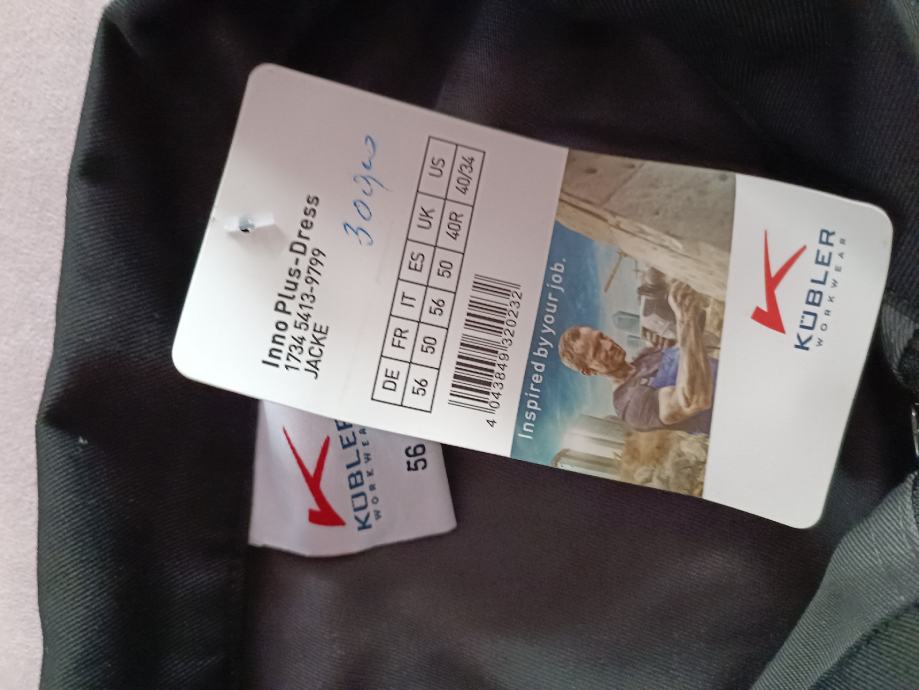 Inno Plus-Dress
1734 5413-9799
JACKE
DE FR IT ES UK US
56 50 56 50 40R 40/34
4 043849 320232
Inspired by your job.
KÜBLER
WORKWEAR
KÜBLER
WORKWEAR
56